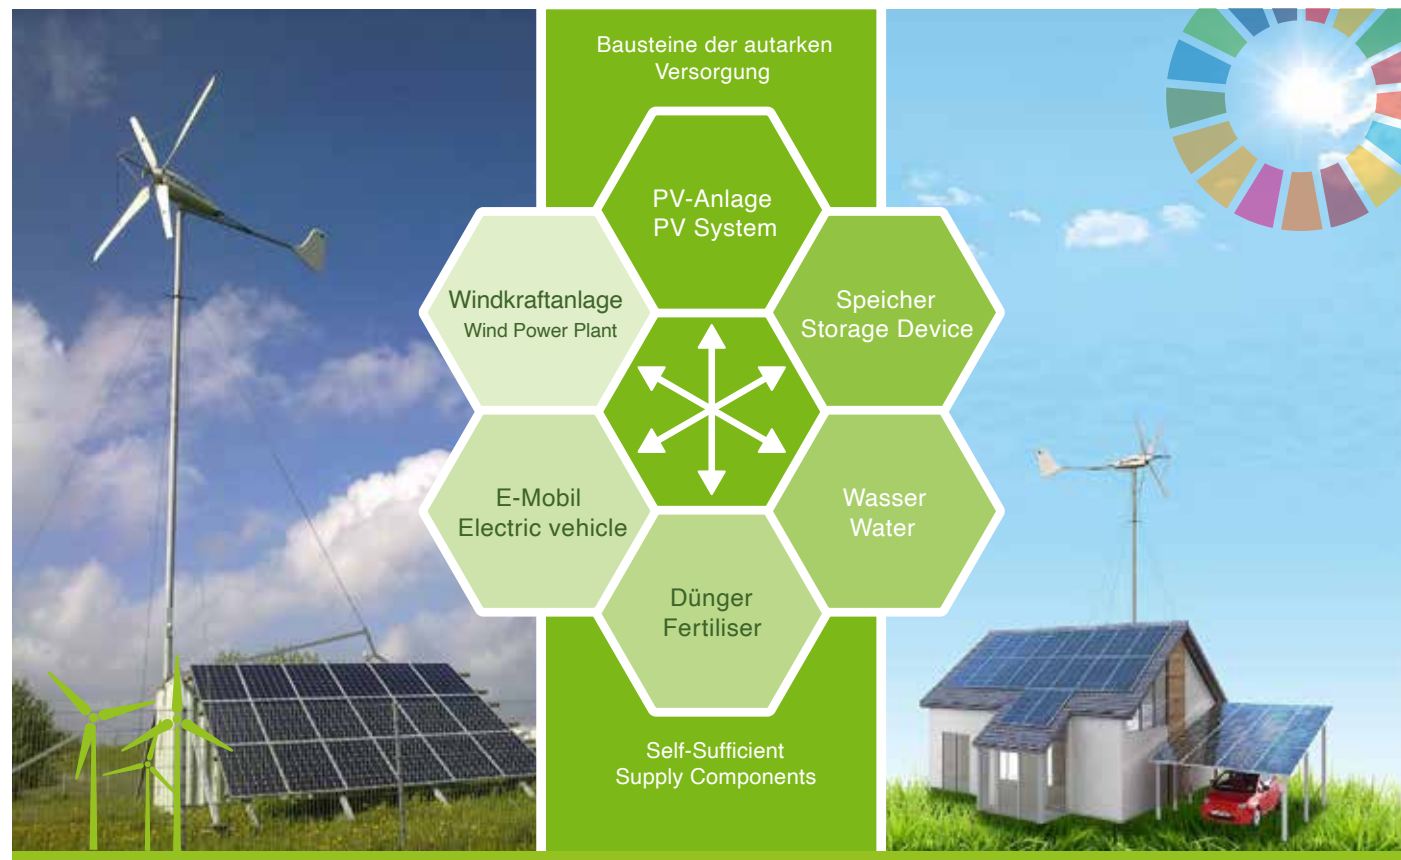 Bausteine der autarken
Versorgung
PV-Anlage
PV System
Windkraftanlage
Wind Power Plant
Speicher
Storage Device
E-Mobil
Electric vehicle
Wasser
Water
Dünger
Fertiliser
Self-Sufficient
Supply Components